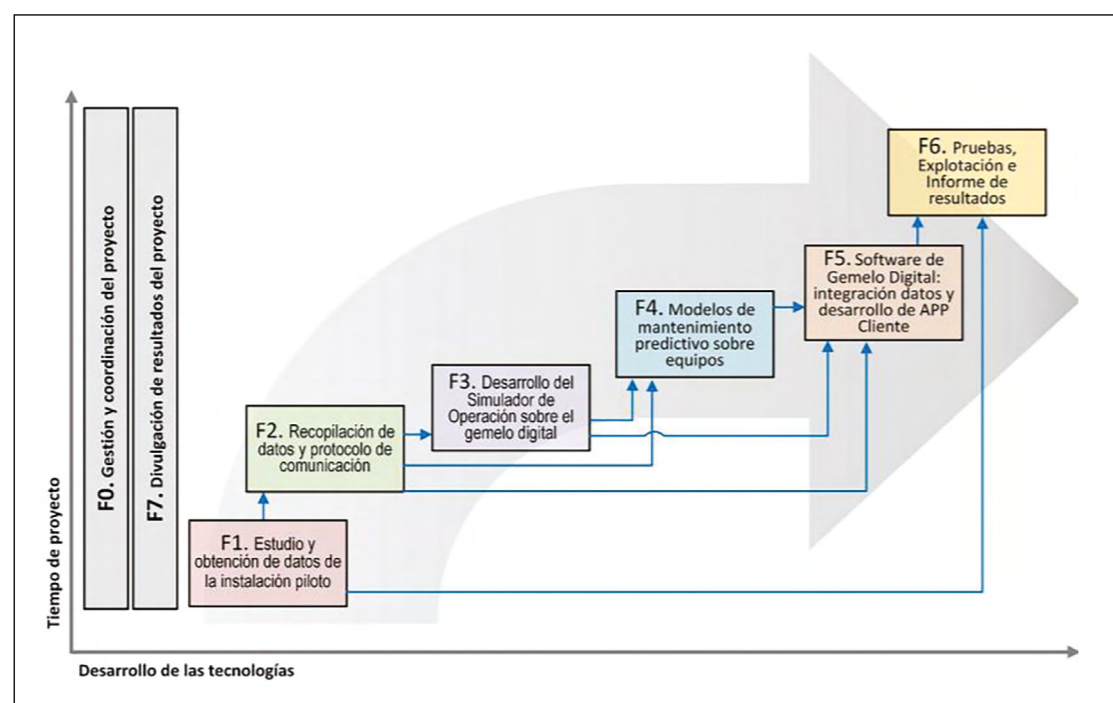 Tiempo de proyecto
F0. Gestión y coordinación del proyecto
F7. Divulgación de resultados del proyecto
F1. Estudio y
obtención de datos de
la instalación piloto
F2. Recopilación de
datos y protocolo de
comunicación
F3. Desarrollo del
Simulador de
Operación sobre el
gemelo digital
F4. Modelos de
mantenimiento
predictivo sobre
equipos
F5. Software de
Gemelo Digital:
integración datos y
desarrollo de APP
Cliente
F6. Pruebas,
Explotación e
Informe de
resultados
Desarrollo de las tecnologías